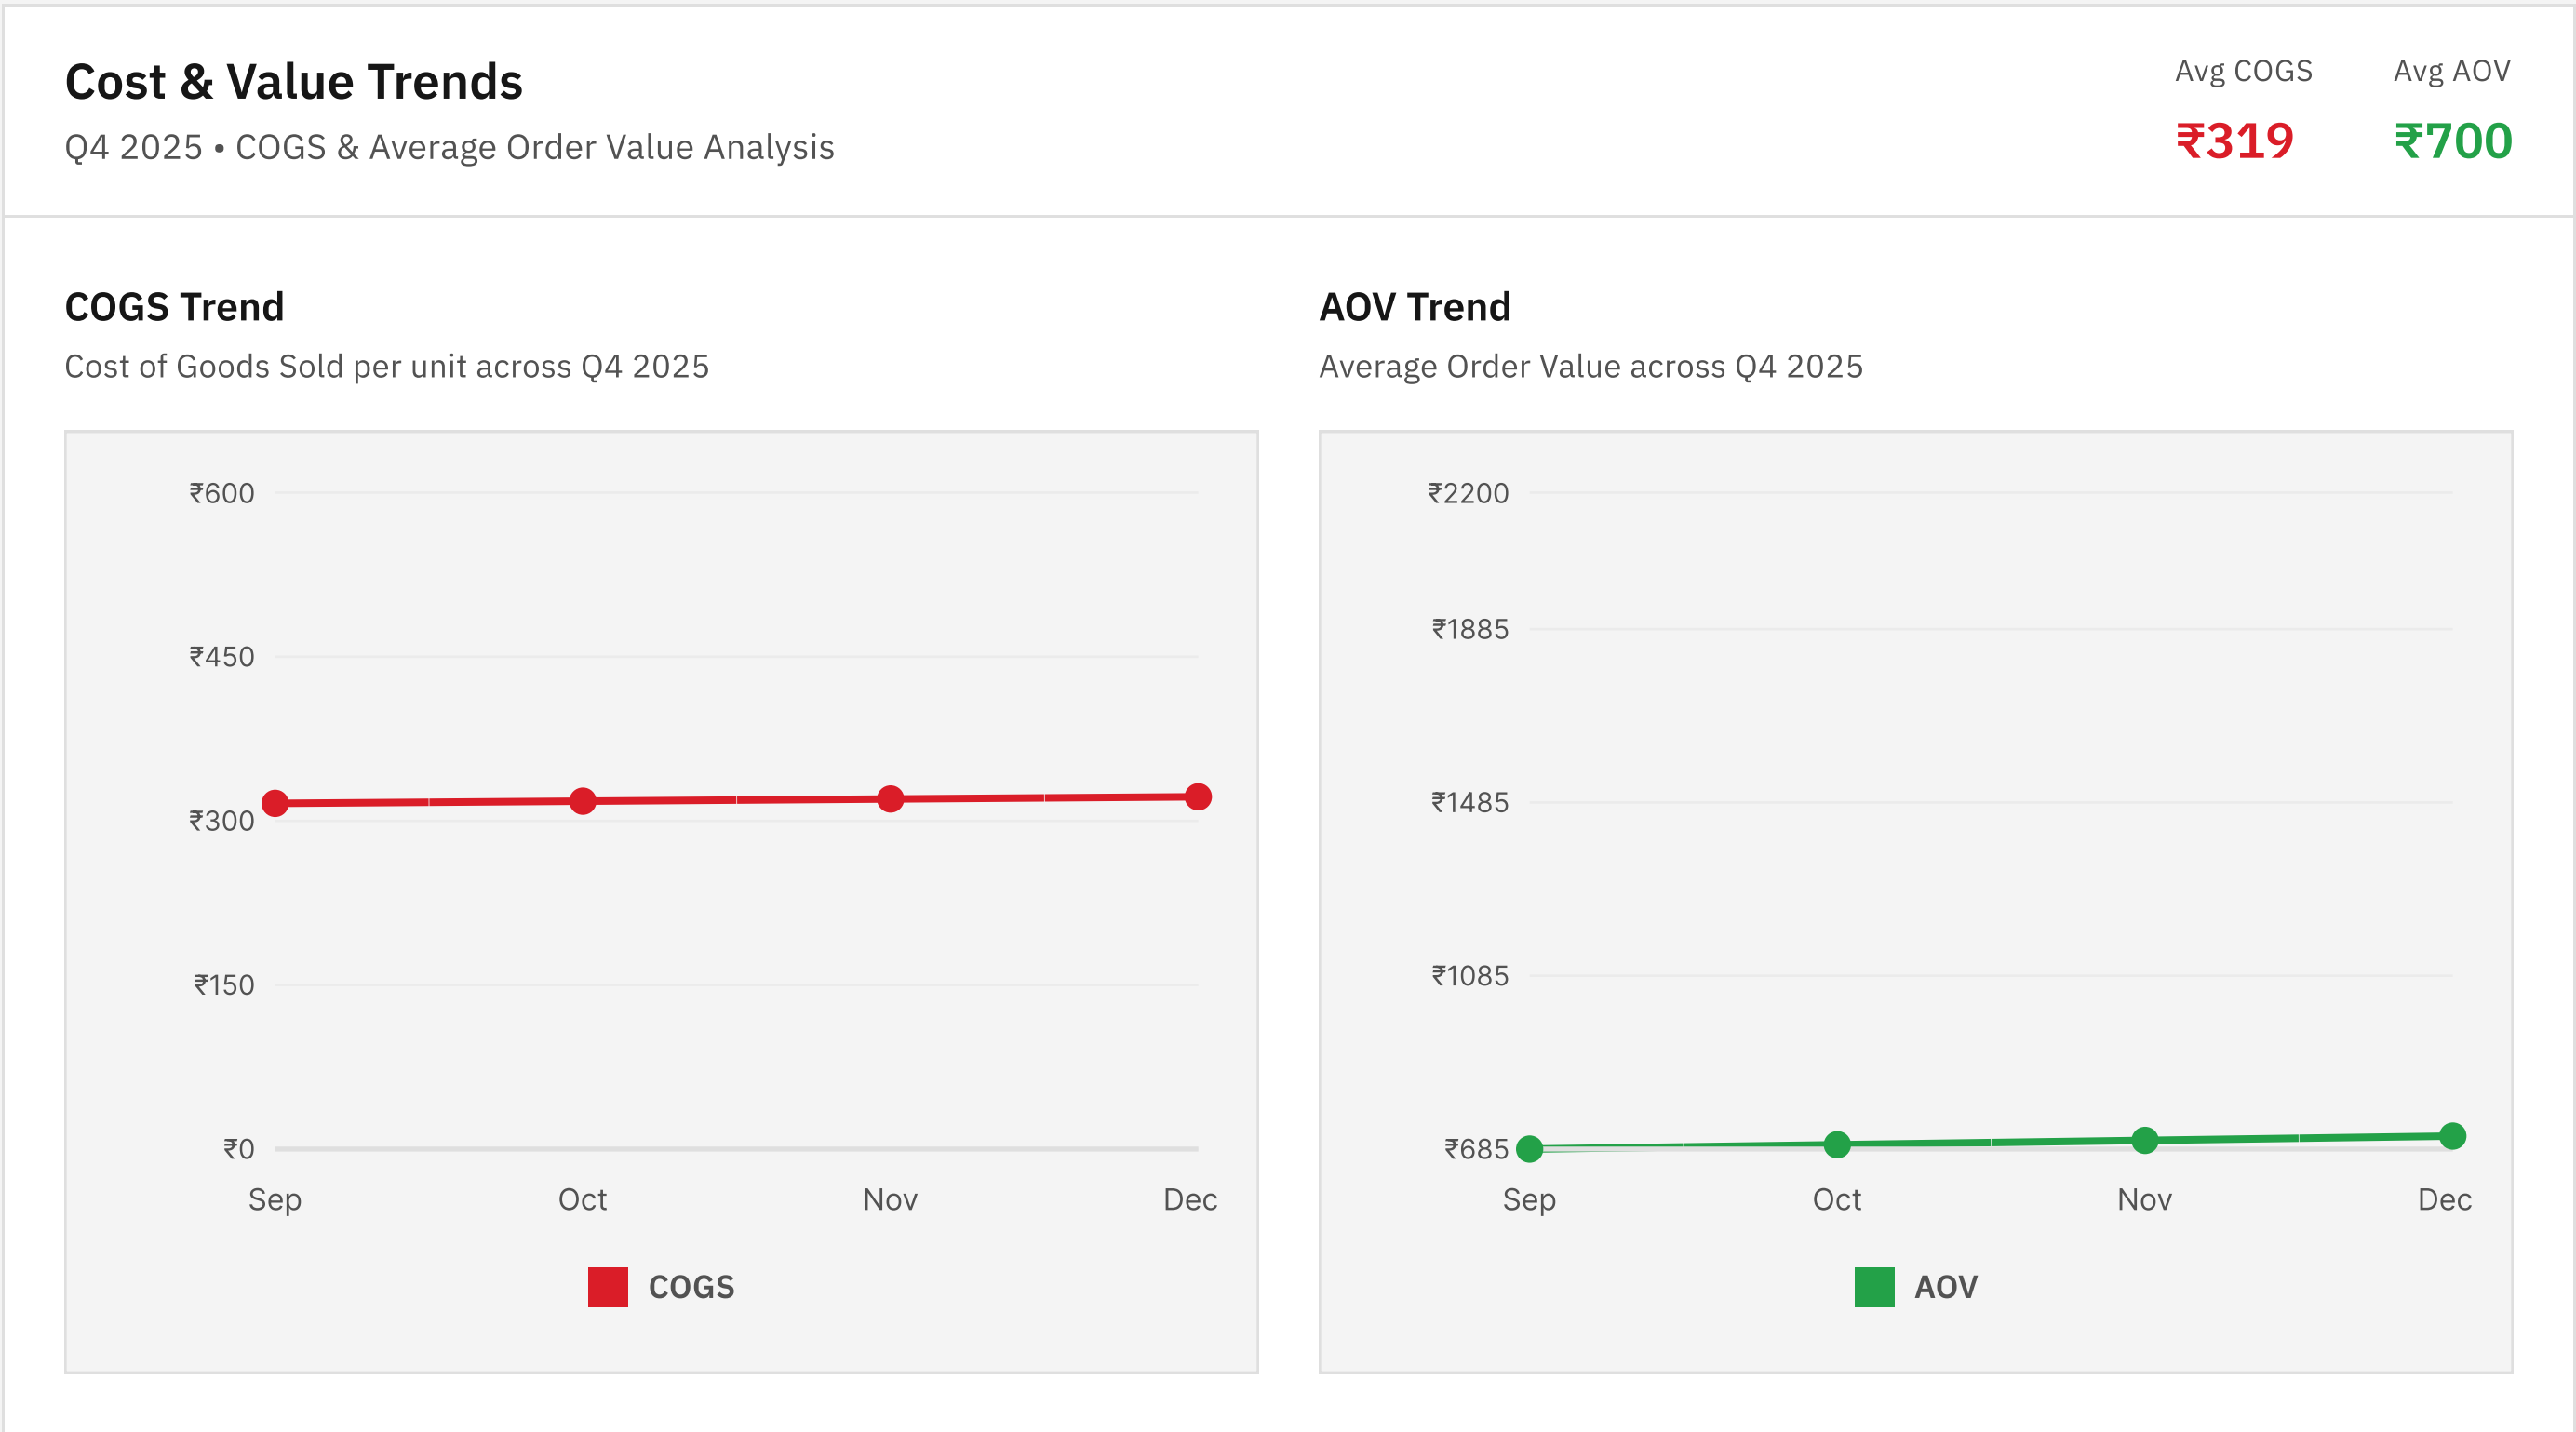 Cost & Value Trends
Q4 2025 • COGS & Average Order Value Analysis
Avg COGS
₹319
Avg AOV
₹700
COGS Trend
Cost of Goods Sold per unit across Q4 2025
₹600
₹450
₹300
₹150
₹0
Sep Oct Nov Dec
COGS
AOV Trend
Average Order Value across Q4 2025
₹2200
₹1885
₹1485
₹1085
₹685
Sep Oct Nov Dec
AOV